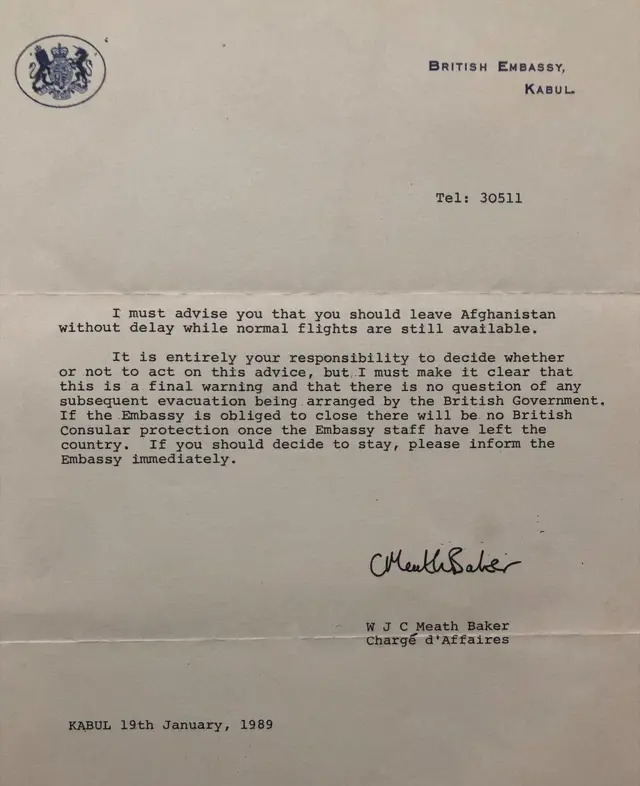 BRITISH EMBASSY,
KABUL.
Tel: 30511
I must advise you that you should leave Afghanistan
without delay while normal flights are still available.
It is entirely your responsibility to decide whether
or not to act on this advice, but I must make it clear that
this is a final warning and that there is no question of any
subsequent evacuation being arranged by the British Government.
If the Embassy is obliged to close there will be no British
Consular protection once the Embassy staff have left the
country. If you should decide to stay, please inform the
Embassy immediately.
CMeathBaker
W J C Meath Baker
Chargé d'Affaires
KABUL 19th January, 1989